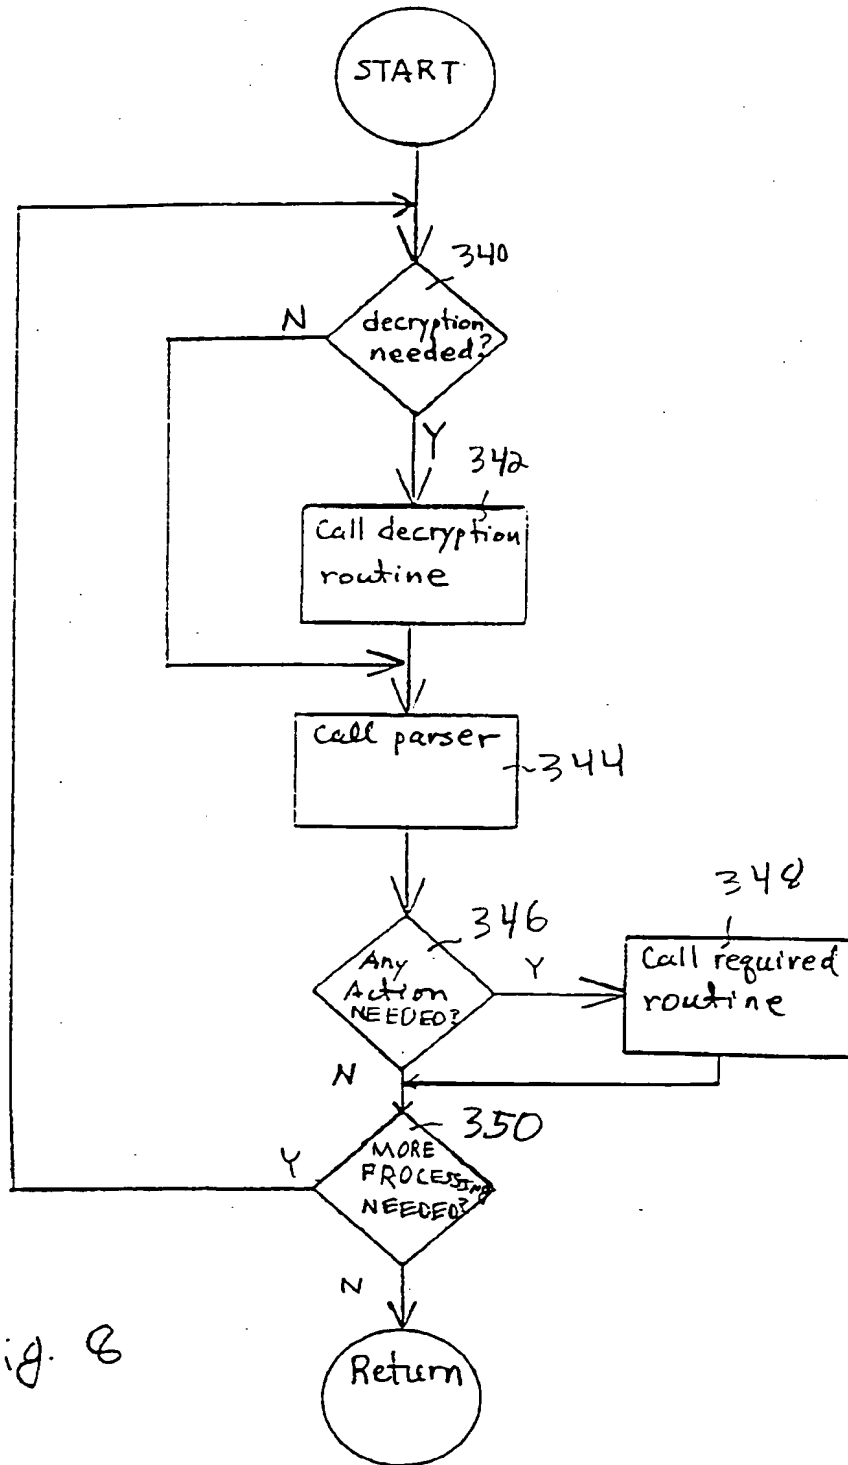 START
340
N
decryption
needed?
Y
342
Call decryption
routine
Call parser
344
348
346
Any
Action
NEEDED?
Y
Call required
routine
N
350
Y
MORE
PROCESSING
NEEDED?
N
ig. 8
Return